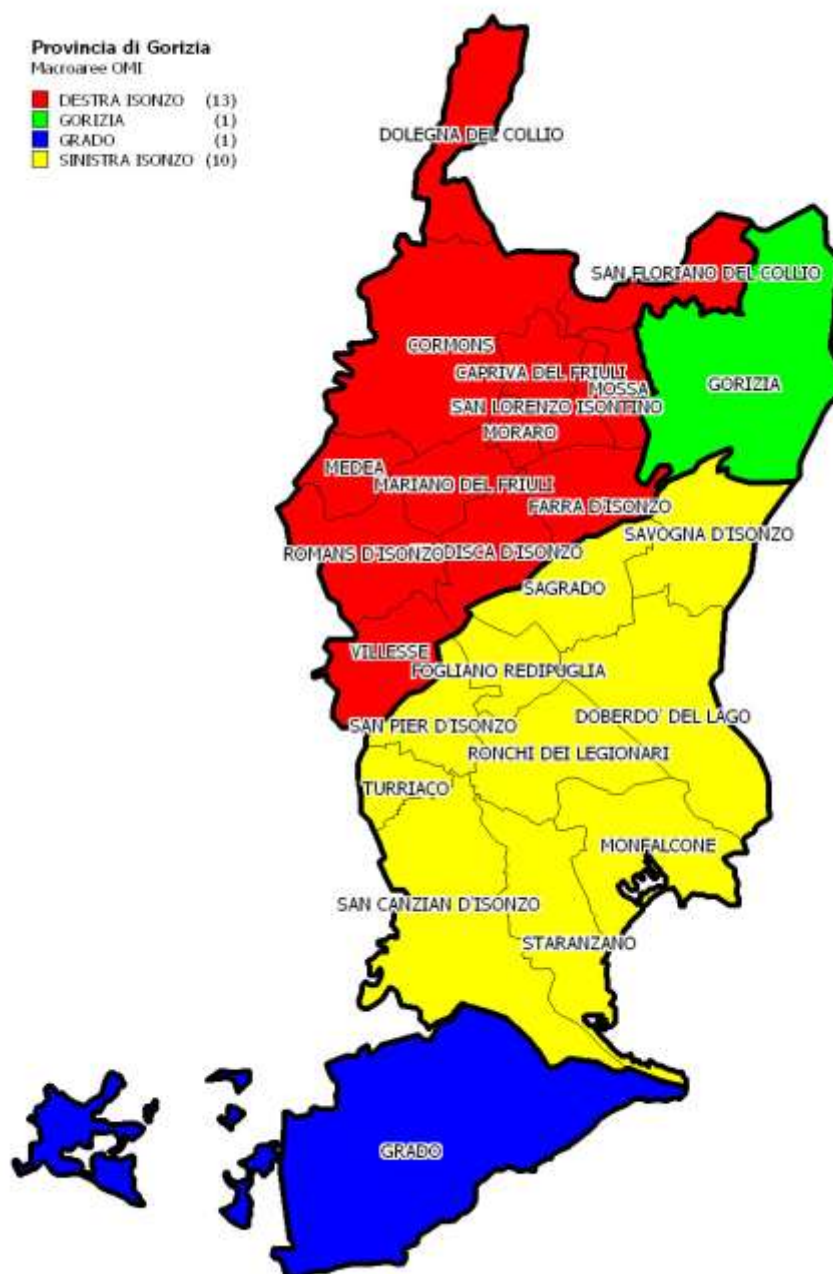 Provincia di Gorizia
Macroaree OMI
DESTRA ISONZO (13)
GORIZIA (1)
GRADO (1)
SINISTRA ISONZO (10)
DOLEGNA DEL COLLIO
SAN FLORIANO DEL COLLIO
CORMONS
CAPRIVA DEL FRIULI
MOSSA
GORIZIA
SAN LORENZO ISONTINO
MORARO
MEDEA
MARIANO DEL FRIULI
FARRA D'ISONZO
SAVOGNA D'ISONZO
ROMANS D'ISONZO
DISCA D'ISONZO
SAGRADO
VILLESSE
FOGLIANO REDIPUGLIA
SAN PIER D'ISONZO
DOBERDO' DEL LAGO
RONCHI DEI LEGIONARI
TURRIACO
MONFALCONE
SAN CANZIAN D'ISONZO
STARANZANO
GRADO